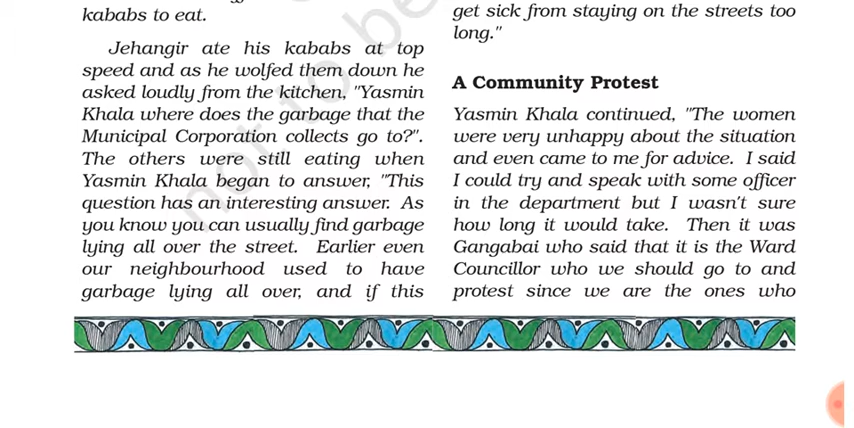 kababs to eat.
Jehangir ate his kababs at top
speed and as he wolfed them down he
asked loudly from the kitchen, "Yasmin
Khala where does the garbage that the
Municipal Corporation collects go to?".
The others were still eating when
Yasmin Khala began to answer, "This
question has an interesting answer. As
you know you can usually find garbage
lying all over the street. Earlier even
our neighbourhood used to have
garbage lying all over, and if this
get sick from staying on the streets too
long."
A Community Protest
Yasmin Khala continued, "The women
were very unhappy about the situation
and even came to me for advice. I said
I could try and speak with some officer
in the department but I wasn't sure
how long it would take. Then it was
Gangabai who said that it is the Ward
Councillor who we should go to and
protest since we are the ones who
not to be